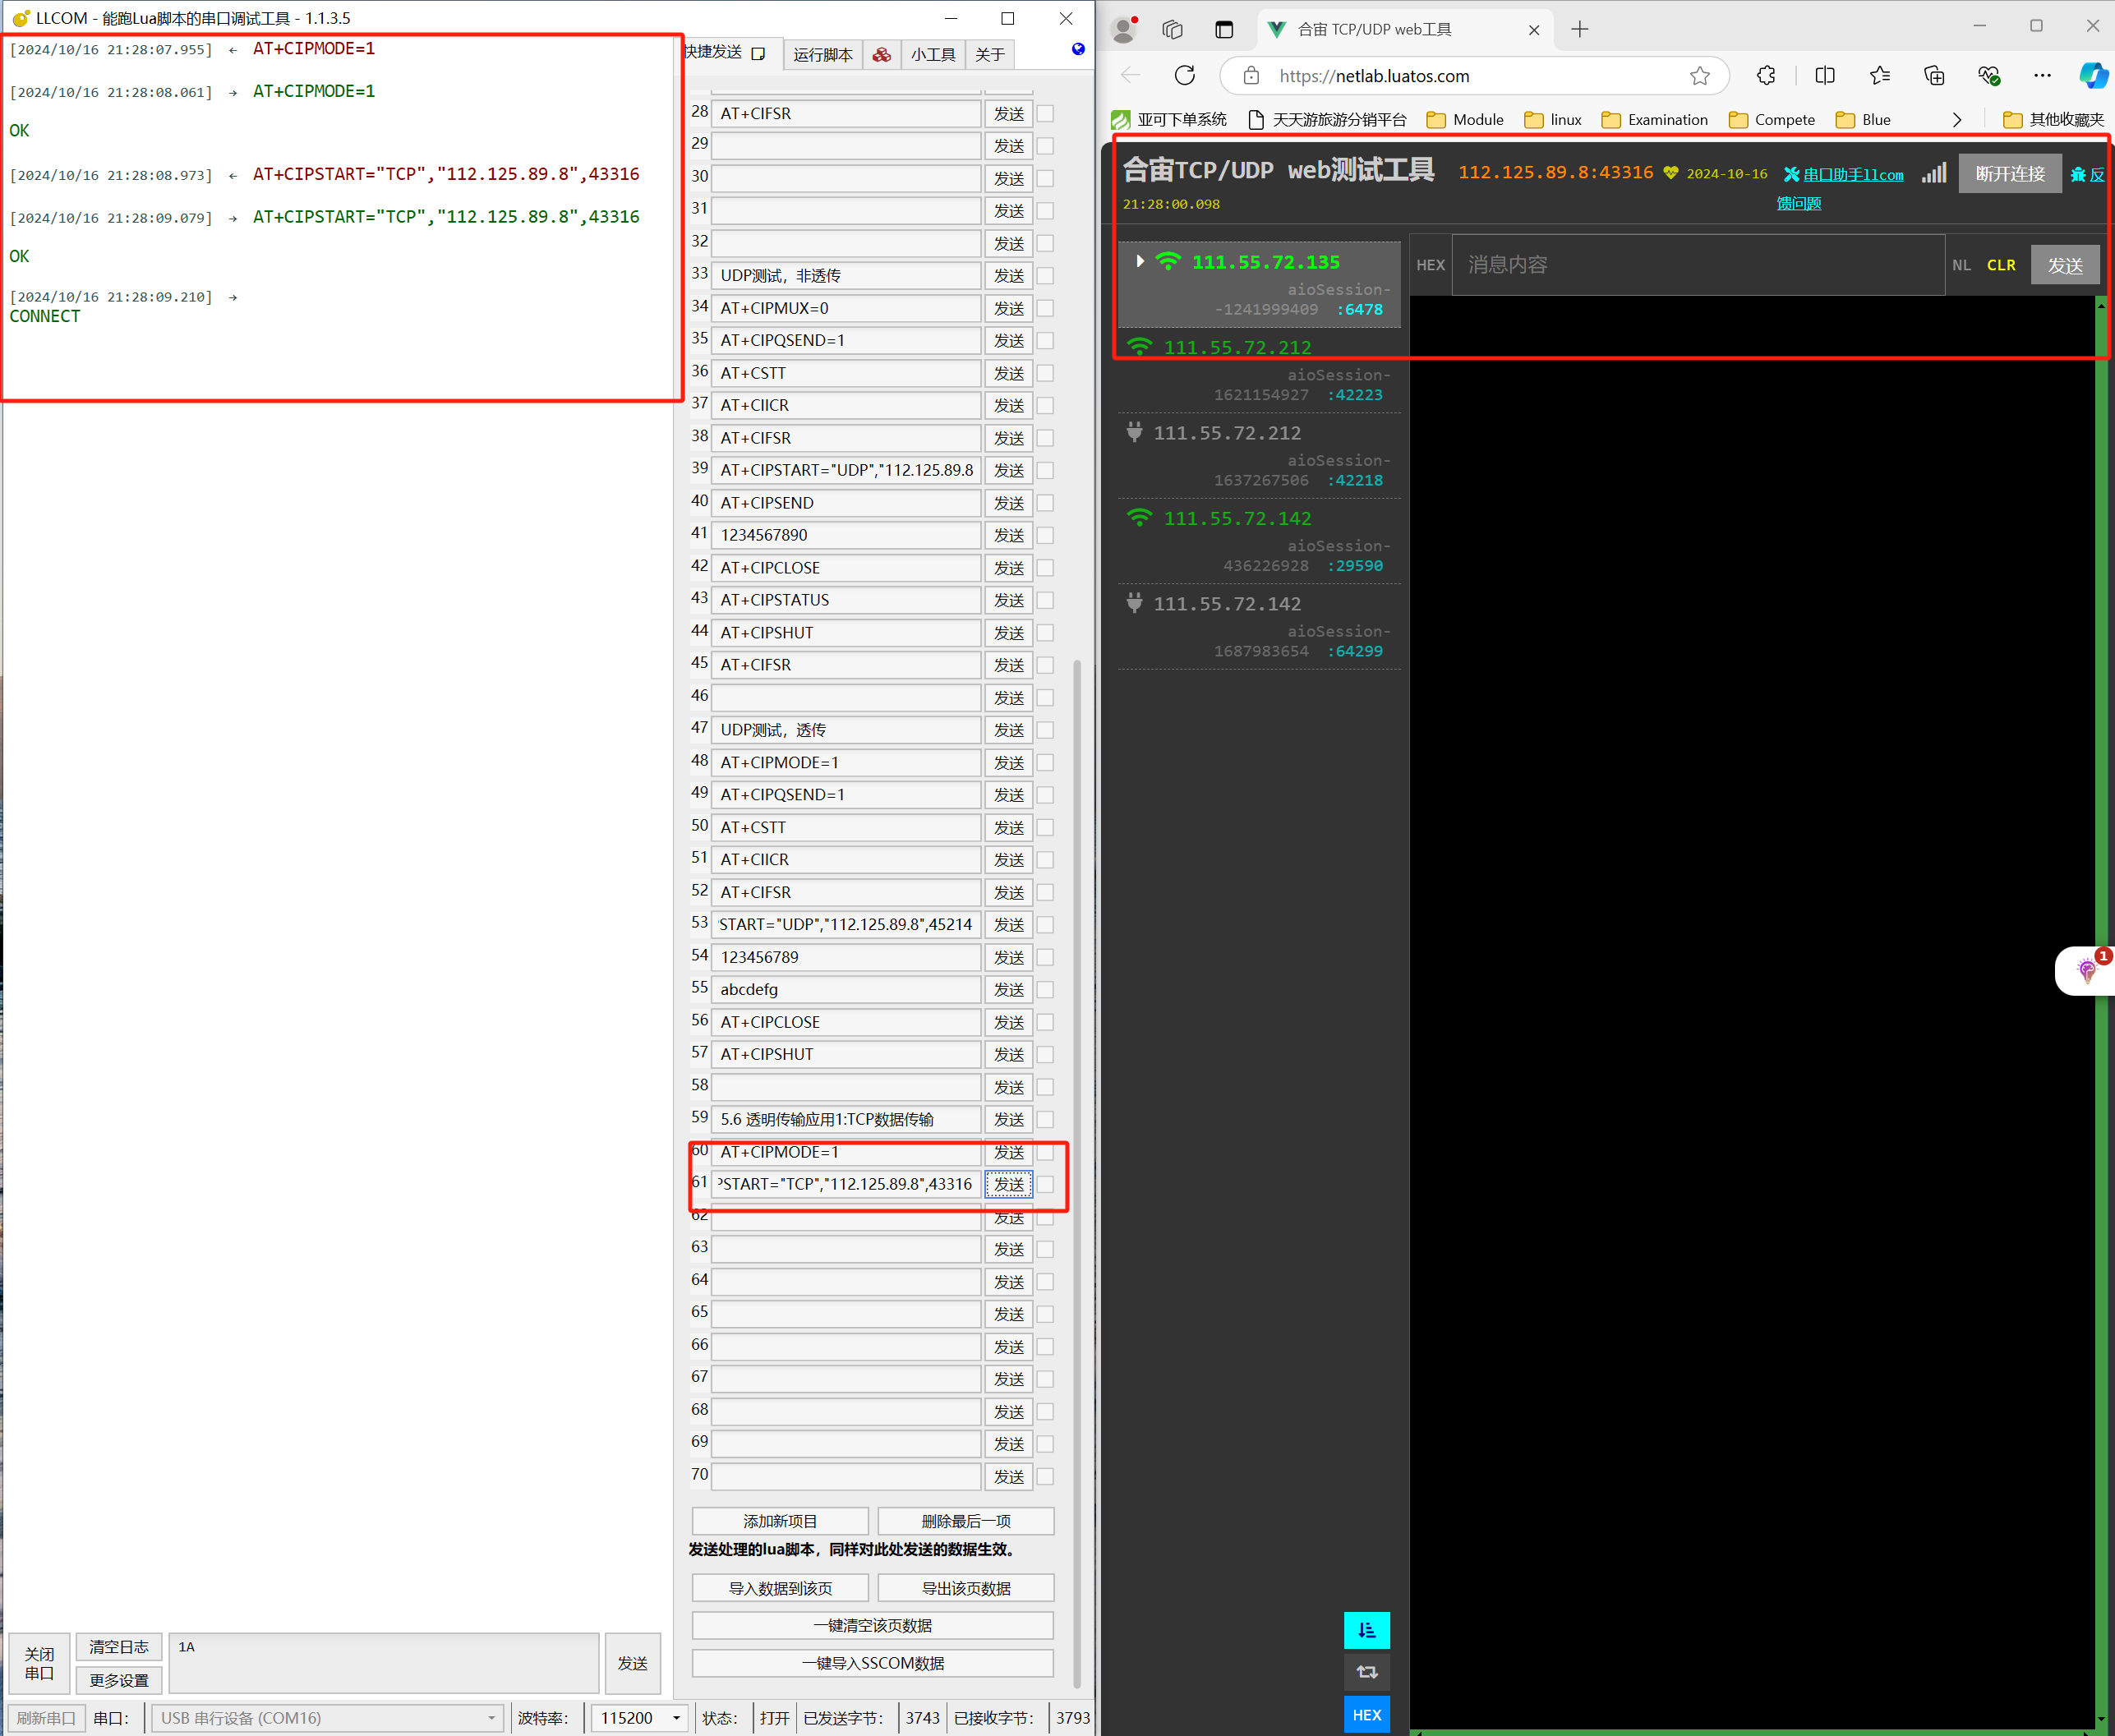 LLCOM - 能跑Lua脚本的串口调试工具 - 1.1.3.5
[2024/10/16 21:28:07.955] ← AT+CIPMODE=1
[2024/10/16 21:28:08.061] → AT+CIPMODE=1
OK
[2024/10/16 21:28:08.973] ← AT+CIPSTART="TCP","112.125.89.8",43316
[2024/10/16 21:28:09.079] → AT+CIPSTART="TCP","112.125.89.8",43316
OK
[2024/10/16 21:28:09.210] →
CONNECT
快捷发送 运行脚本 小工具 关于
28 AT+CIFSR 发送
29 发送
30 发送
31 发送
32 发送
33 UDP测试，非透传 发送
34 AT+CIPMUX=0 发送
35 AT+CIPQSEND=1 发送
36 AT+CSTT 发送
37 AT+CIICR 发送
38 AT+CIFSR 发送
39 AT+CIPSTART="UDP","112.125.89.8 发送
40 AT+CIPSEND 发送
41 1234567890 发送
42 AT+CIPCLOSE 发送
43 AT+CIPSTATUS 发送
44 AT+CIPSHUT 发送
45 AT+CIFSR 发送
46 发送
47 UDP测试，透传 发送
48 AT+CIPMODE=1 发送
49 AT+CIPQSEND=1 发送
50 AT+CSTT 发送
51 AT+CIICR 发送
52 AT+CIFSR 发送
53 START="UDP","112.125.89.8",45214 发送
54 123456789 发送
55 abcdefg 发送
56 AT+CIPCLOSE 发送
57 AT+CIPSHUT 发送
58 发送
59 5.6 透明传输应用1:TCP数据传输 发送
60 AT+CIPMODE=1 发送
61 PSTART="TCP","112.125.89.8",43316 发送
62 发送
63 发送
64 发送
65 发送
66 发送
67 发送
68 发送
69 发送
70 发送
添加新项目 删除最后一项
发送处理的lua脚本，同样对此处发送的数据生效。
导入数据到该页 导出该页数据
一键清空该页数据
一键导入SSCOM数据
关闭串口 清空日志 更多设置 1A 发送
刷新串口 串口： USB 串行设备 (COM16) 波特率： 115200 状态： 打开 已发送字节： 3743 已接收字节： 3793
合宙 TCP/UDP web工具
https://netlab.luatos.com
亚可下单系统 天天游旅游分销平台 Module linux Examination Compete Blue 其他收藏夹
合宙TCP/UDP web测试工具 112.125.89.8:43316 2024-10-16 串口助手llcom 断开连接 反
21:28:00.098 馈问题
111.55.72.135
aioSession-
-1241999409 :6478
111.55.72.212
aioSession-
1621154927 :42223
111.55.72.212
aioSession-
1637267506 :42218
111.55.72.142
aioSession-
436226928 :29590
111.55.72.142
aioSession-
1687983654 :64299
HEX 消息内容 NL CLR 发送
1
HEX